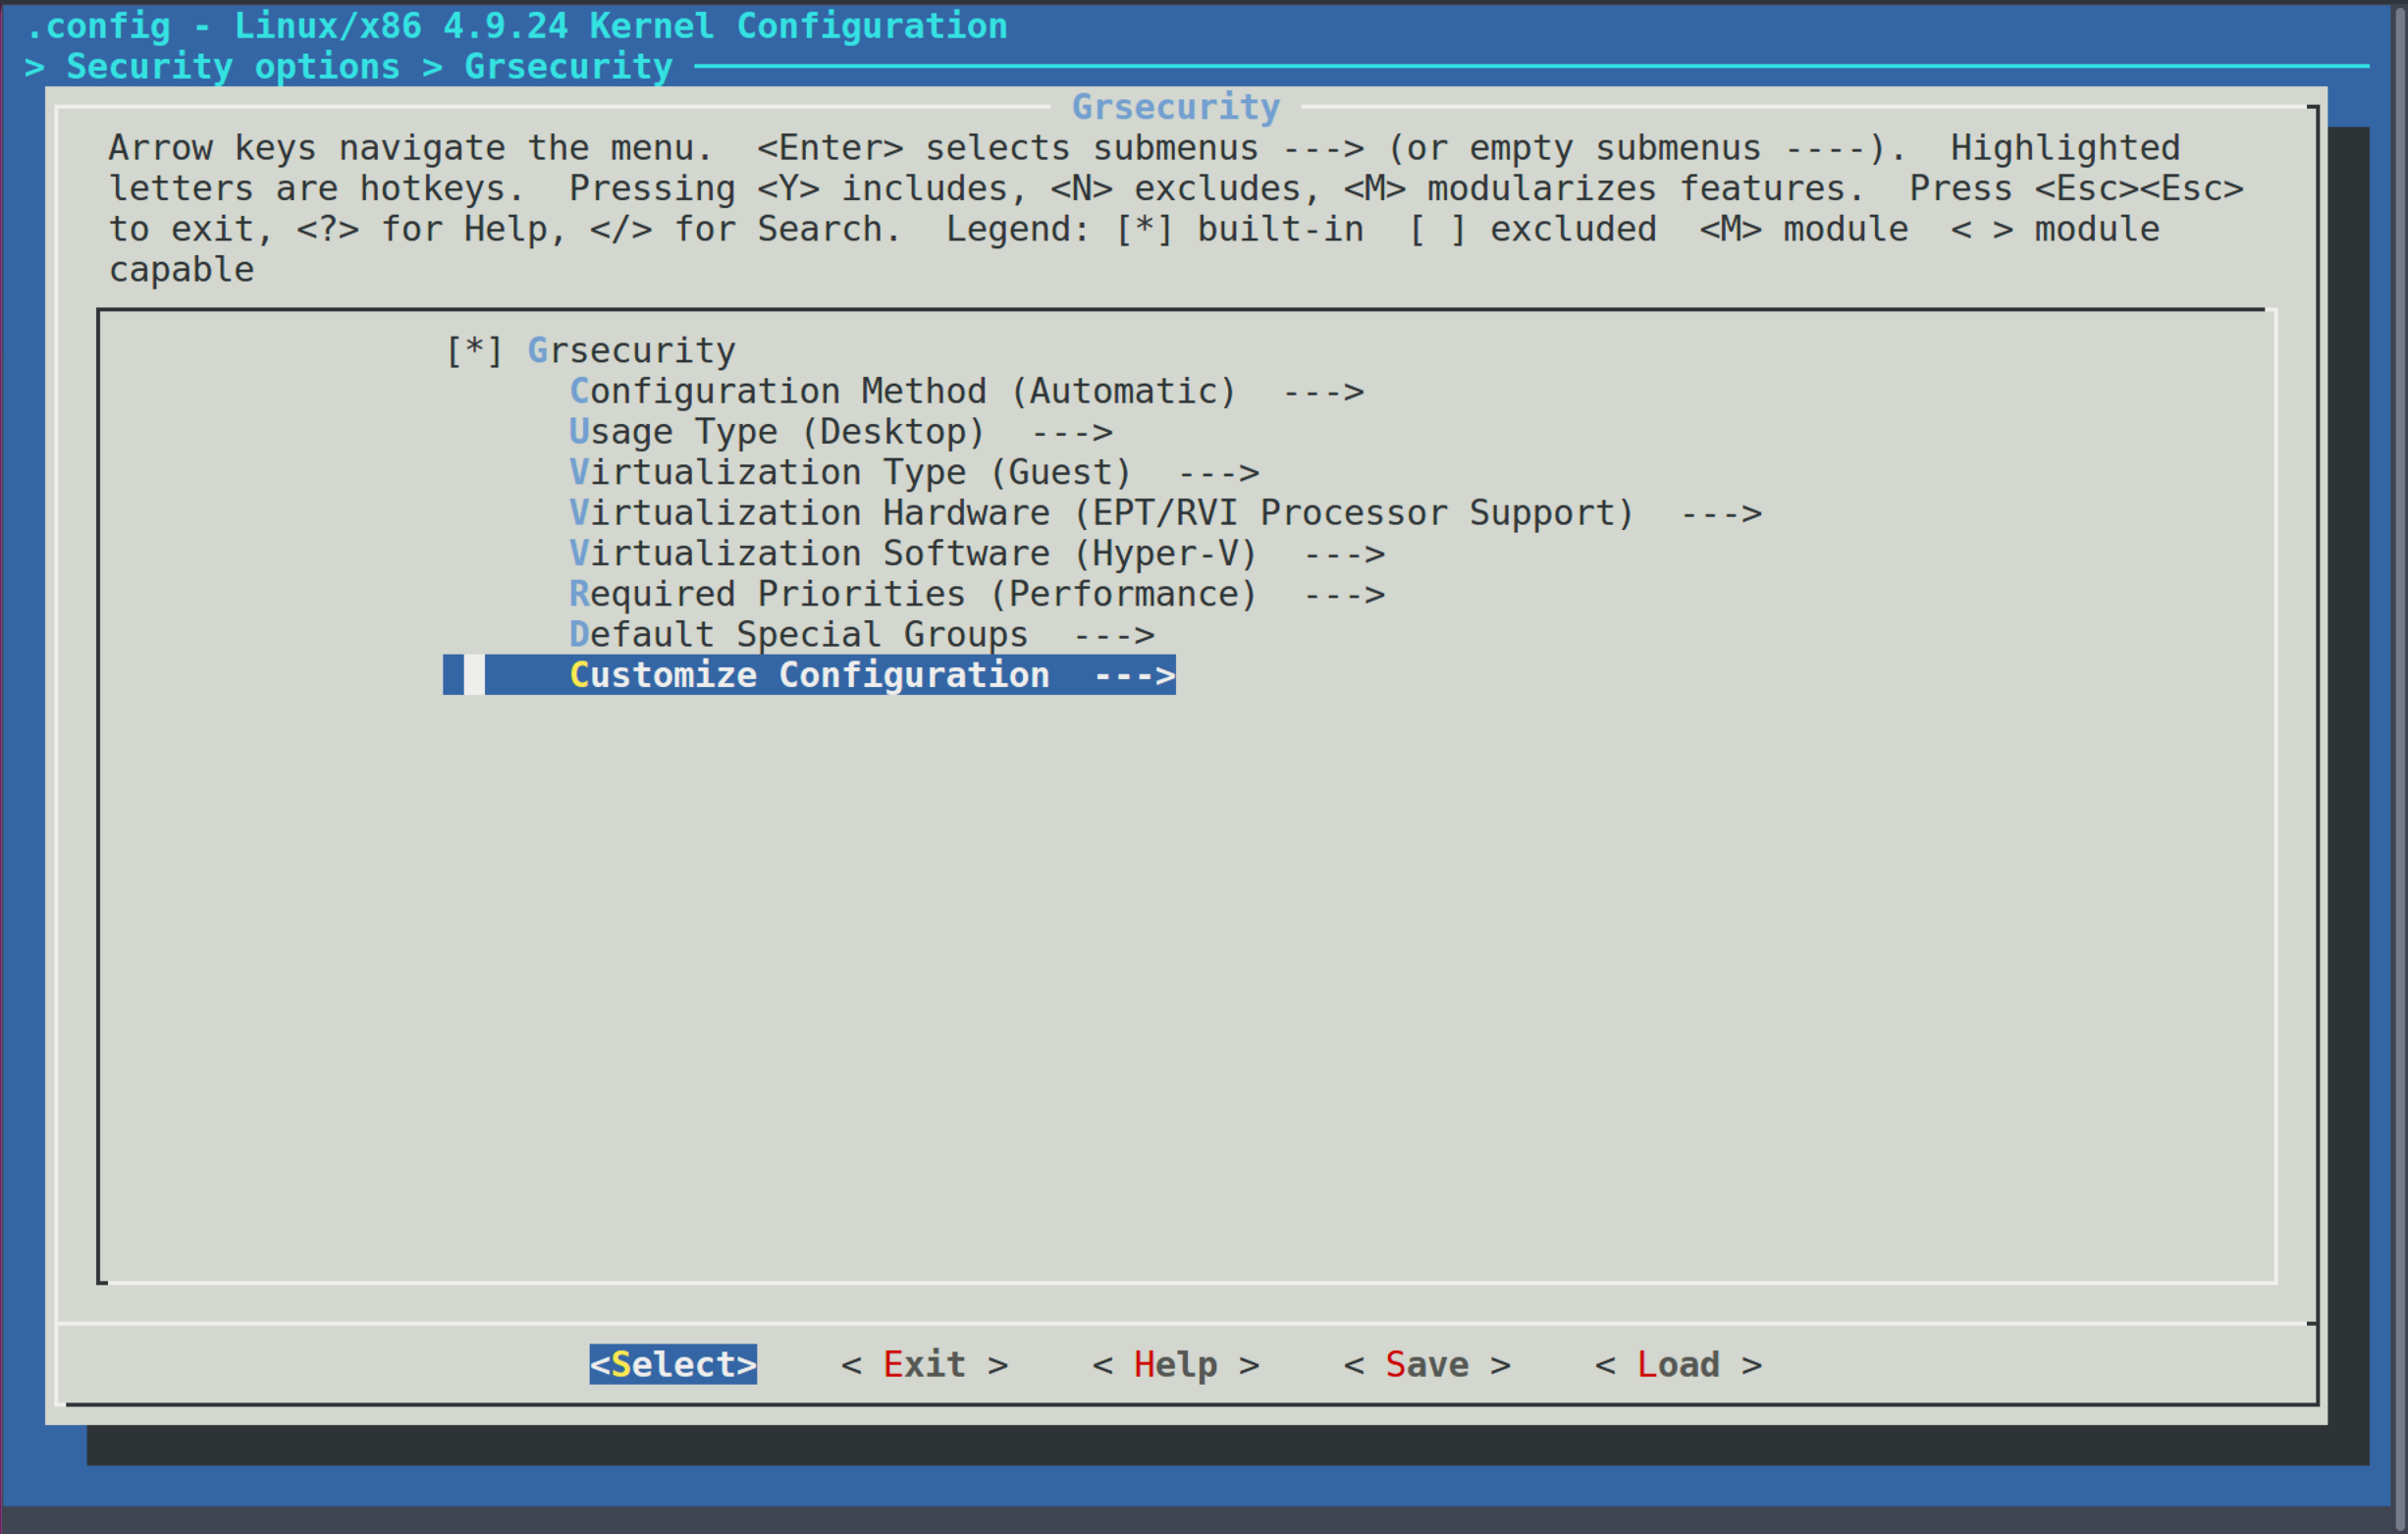 .config - Linux/x86 4.9.24 Kernel Configuration
> Security options > Grsecurity
Grsecurity
Arrow keys navigate the menu.  <Enter> selects submenus ---> (or empty submenus ----).  Highlighted
letters are hotkeys.  Pressing <Y> includes, <N> excludes, <M> modularizes features.  Press <Esc><Esc>
to exit, <?> for Help, </> for Search.  Legend: [*] built-in  [ ] excluded  <M> module  < > module
capable
[*] Grsecurity
Configuration Method (Automatic)  --->
Usage Type (Desktop)  --->
Virtualization Type (Guest)  --->
Virtualization Hardware (EPT/RVI Processor Support)  --->
Virtualization Software (Hyper-V)  --->
Required Priorities (Performance)  --->
Default Special Groups  --->
Customize Configuration  --->
<Select>    < Exit >    < Help >    < Save >    < Load >